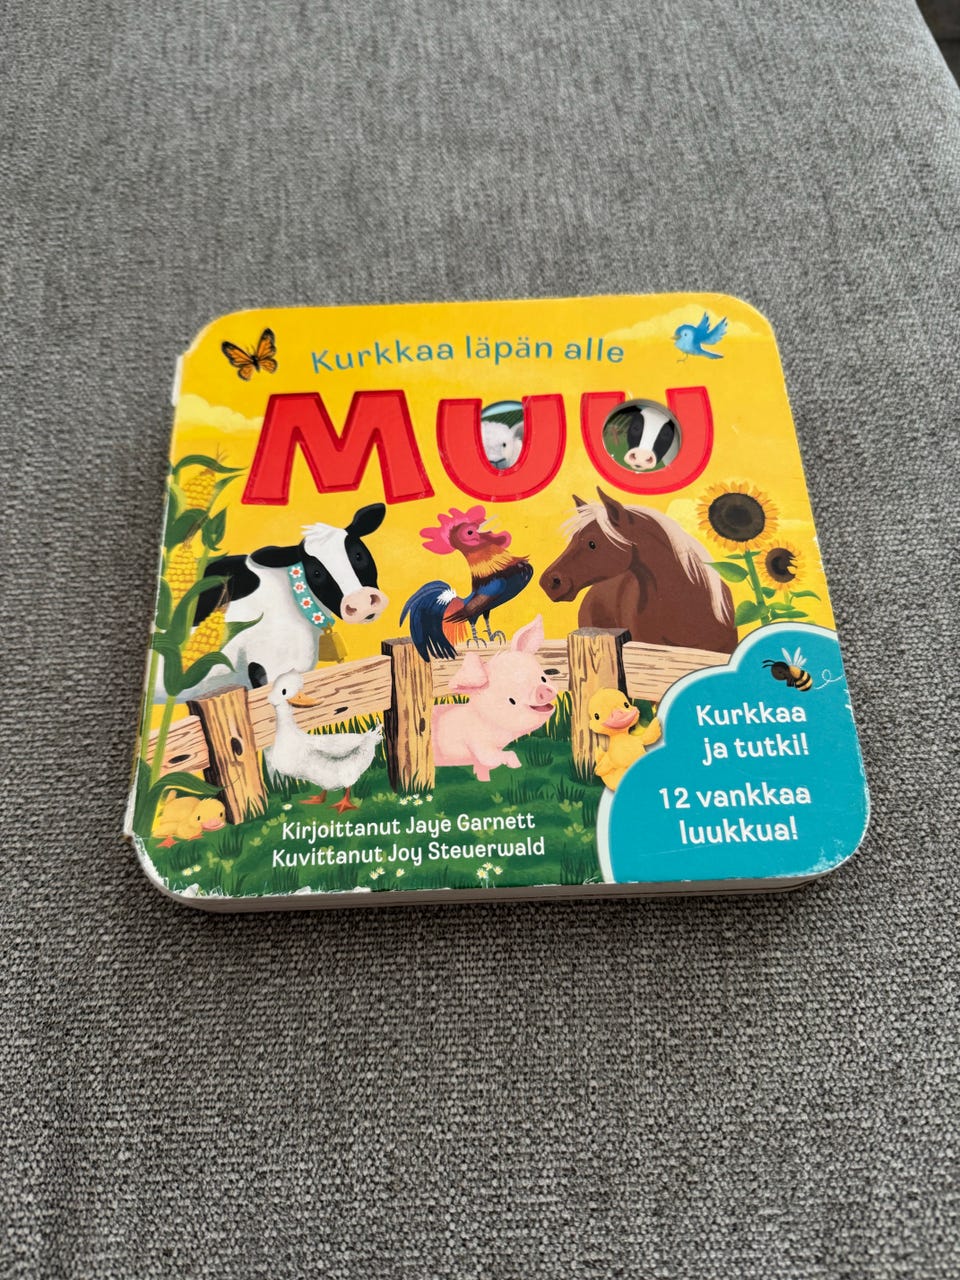 Kurkkaa läpän alle
MUU
Kurkkaa
ja tutki!
12 vankkaa
luukkua!
Kirjoittanut Jaye Garnett
Kuvittanut Joy Steuerwald